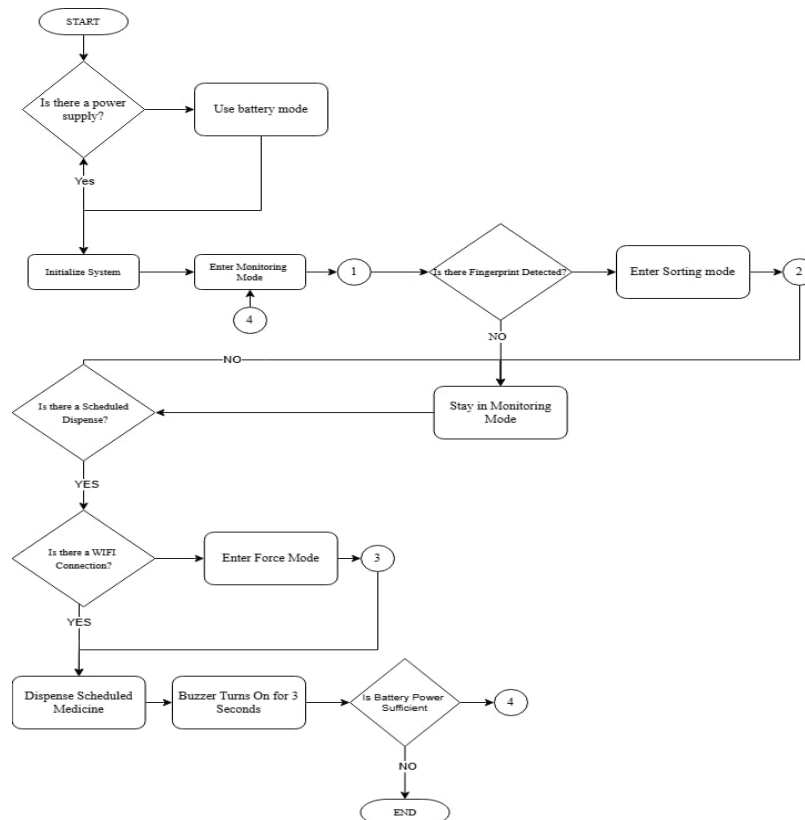 START
Is there a power
supply?
Use battery mode
Yes
Initialize System
Enter Monitoring
Mode
1
Is there Fingerprint Detected?
Enter Sorting mode
2
4
NO
NO
Is there a Scheduled
Dispense?
Stay in Monitoring
Mode
YES
Is there a WIFI
Connection?
Enter Force Mode
3
YES
Dispense Scheduled
Medicine
Buzzer Turns On for 3
Seconds
Is Battery Power
Sufficient
4
NO
END